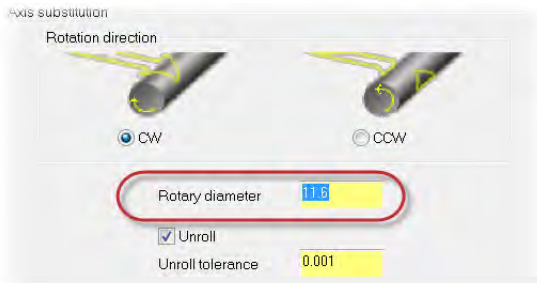 Axis substitution
Rotation direction
CW
CCW
Rotary diameter 11.6
Unroll
Unroll tolerance 0.001